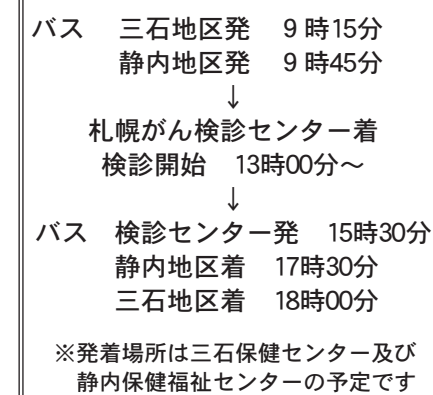 バス　三石地区発　9時15分
静内地区発　9時45分
↓
札幌がん検診センター着
検診開始　13時00分～
↓
バス　検診センター発　15時30分
静内地区着　17時30分
三石地区着　18時00分
※発着場所は三石保健センター及び
静内保健福祉センターの予定です